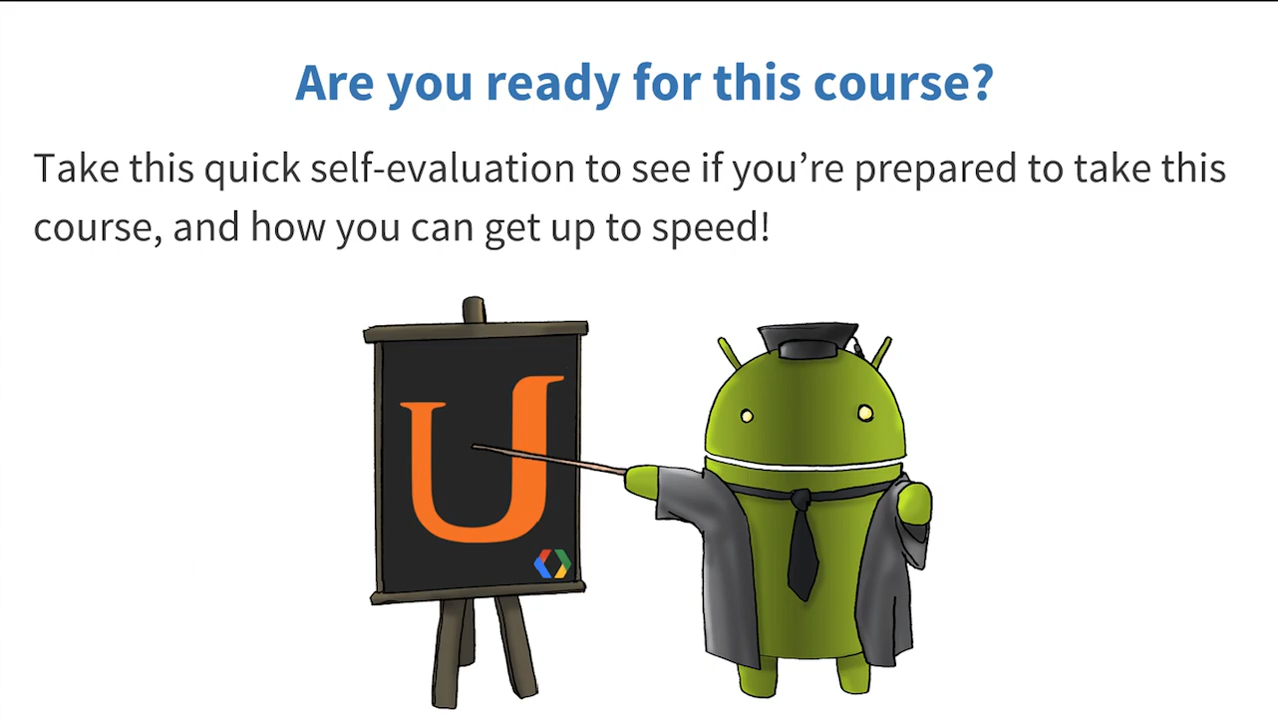 Are you ready for this course?
Take this quick self-evaluation to see if you’re prepared to take this
course, and how you can get up to speed!
U